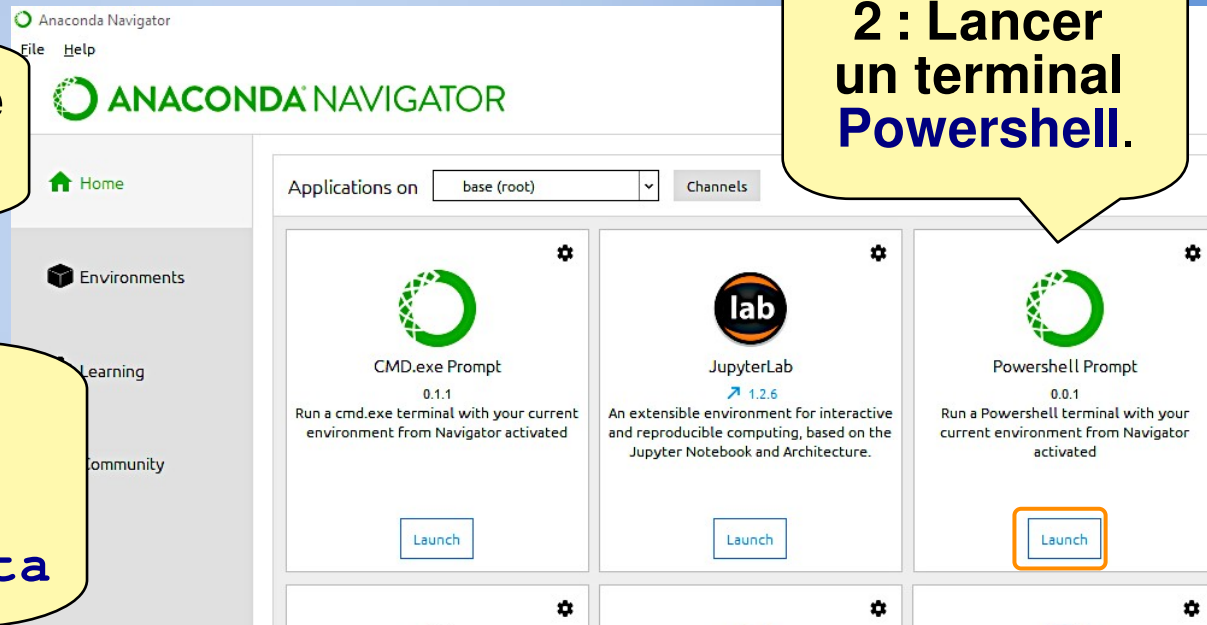 Anaconda Navigator
File Help
ANACONDA NAVIGATOR
2 : Lancer
un terminal
Powershell.
Home
Applications on base (root) Channels
Environments
Learning
Community
CMD.exe Prompt
0.1.1
Run a cmd.exe terminal with your current
environment from Navigator activated
Launch
lab
JupyterLab
1.2.6
An extensible environment for interactive
and reproducible computing, based on the
Jupyter Notebook and Architecture.
Launch
Powershell Prompt
0.0.1
Run a Powershell terminal with your
current environment from Navigator
activated
Launch